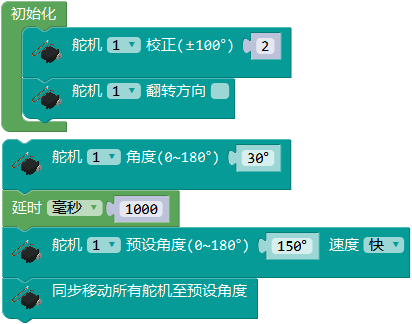 初始化
舵机 1 校正(±100°) 2
舵机 1 翻转方向
舵机 1 角度(0~180°) 30°
延时 毫秒 1000
舵机 1 预设角度(0~180°) 150° 速度 快
同步移动所有舵机至预设角度